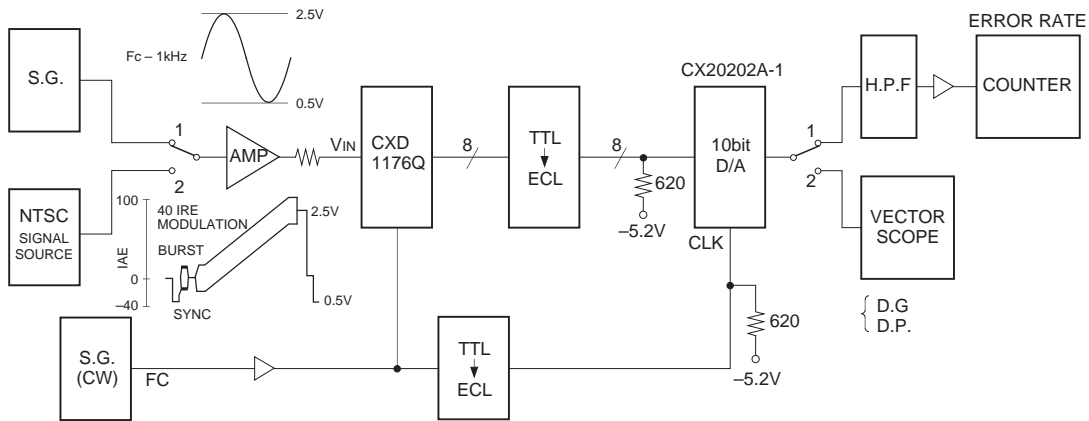 2.5V
Fc – 1kHz
0.5V
S.G.
1
2
AMP
VIN
CXD
1176Q
8
TTL
ECL
8
620
–5.2V
CX20202A-1
10bit
D/A
CLK
1
2
H.P.F
ERROR RATE
COUNTER
VECTOR
SCOPE
D.G
D.P.
NTSC
SIGNAL
SOURCE
100
IAE
0
–40
40 IRE
MODULATION
BURST
SYNC
2.5V
0.5V
S.G.
(CW)
FC
TTL
ECL
620
–5.2V